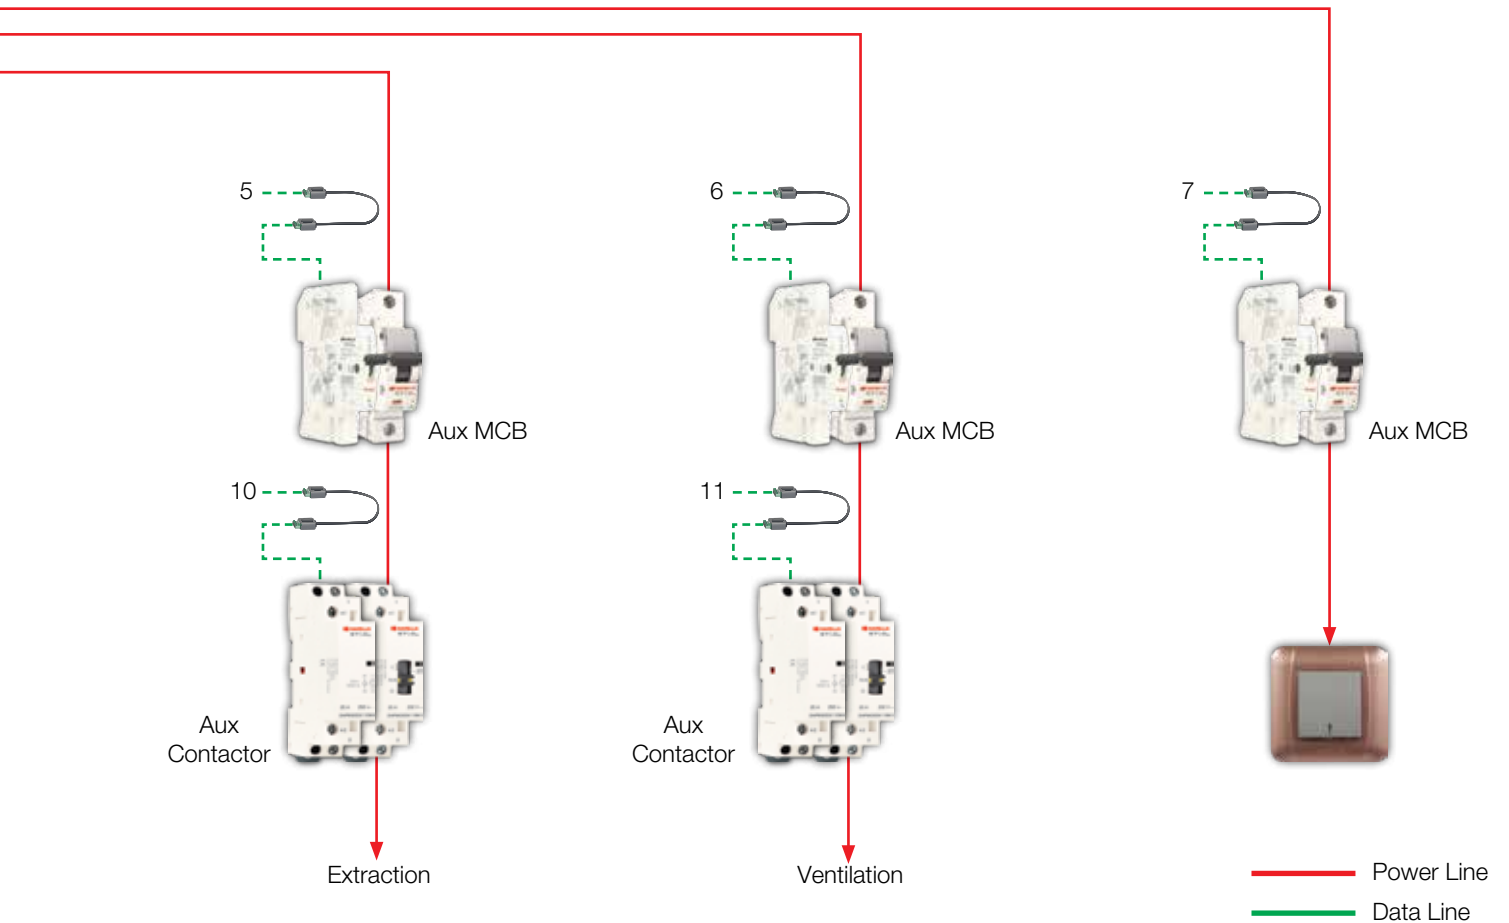 5
6
7
Aux MCB
Aux MCB
Aux MCB
10
11
Aux
Contactor
Aux
Contactor
Extraction
Ventilation
Power Line
Data Line